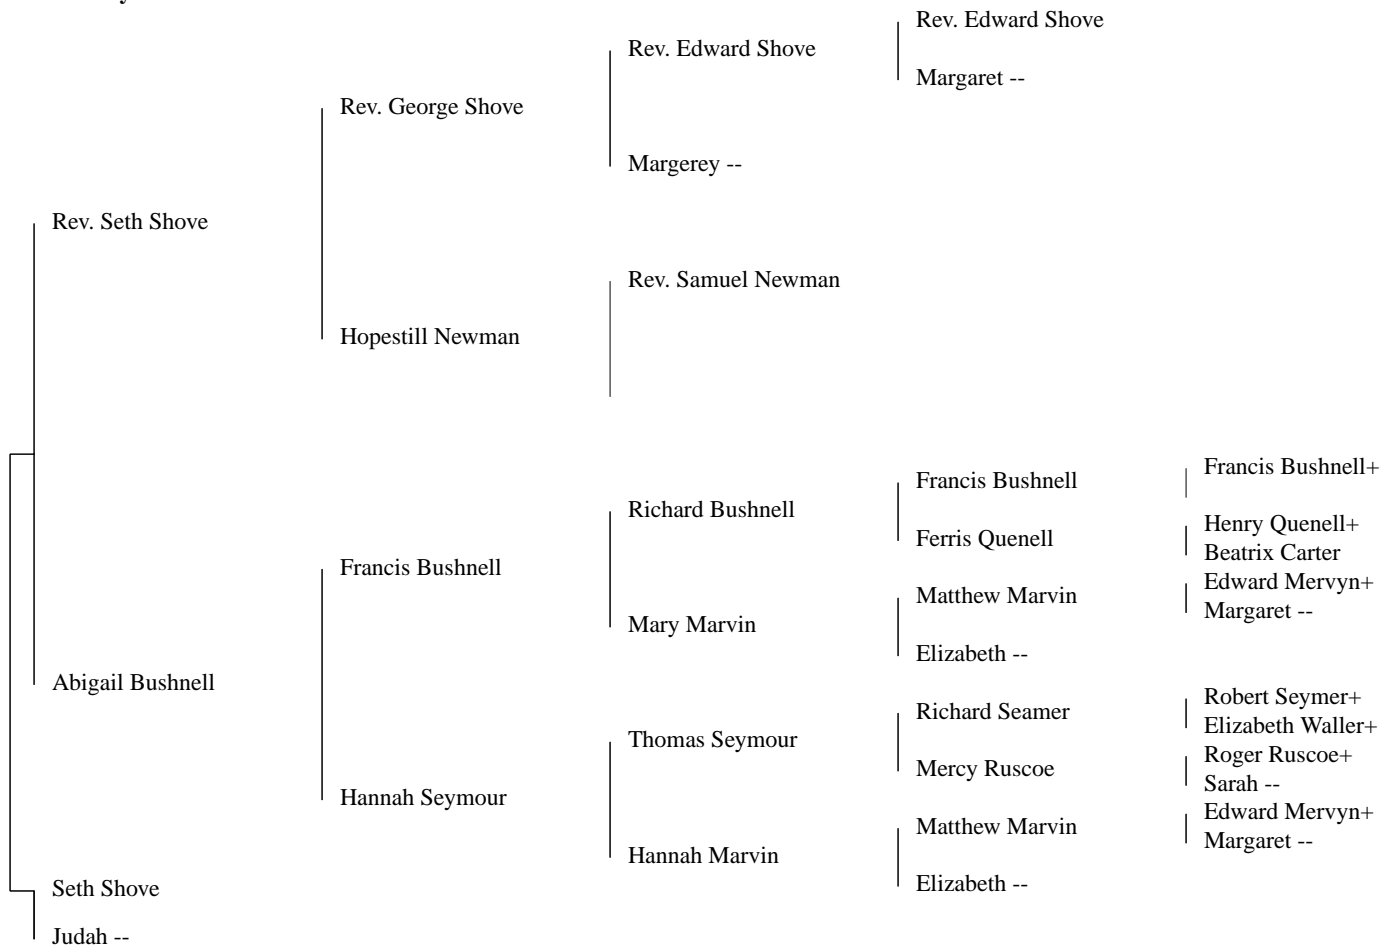 Rev. Edward Shove
Rev. Edward Shove
Margaret --
Rev. George Shove
Margerey --
Rev. Seth Shove
Rev. Samuel Newman
Hopestill Newman
Francis Bushnell+
Francis Bushnell
Richard Bushnell
Henry Quenell+
Ferris Quenell
Beatrix Carter
Francis Bushnell
Edward Mervyn+
Matthew Marvin
Margaret --
Mary Marvin
Elizabeth --
Abigail Bushnell
Robert Seymer+
Richard Seamer
Elizabeth Waller+
Thomas Seymour
Roger Ruscoe+
Mercy Ruscoe
Sarah --
Hannah Seymour
Edward Mervyn+
Matthew Marvin
Margaret --
Hannah Marvin
Elizabeth --
Seth Shove
Judah --